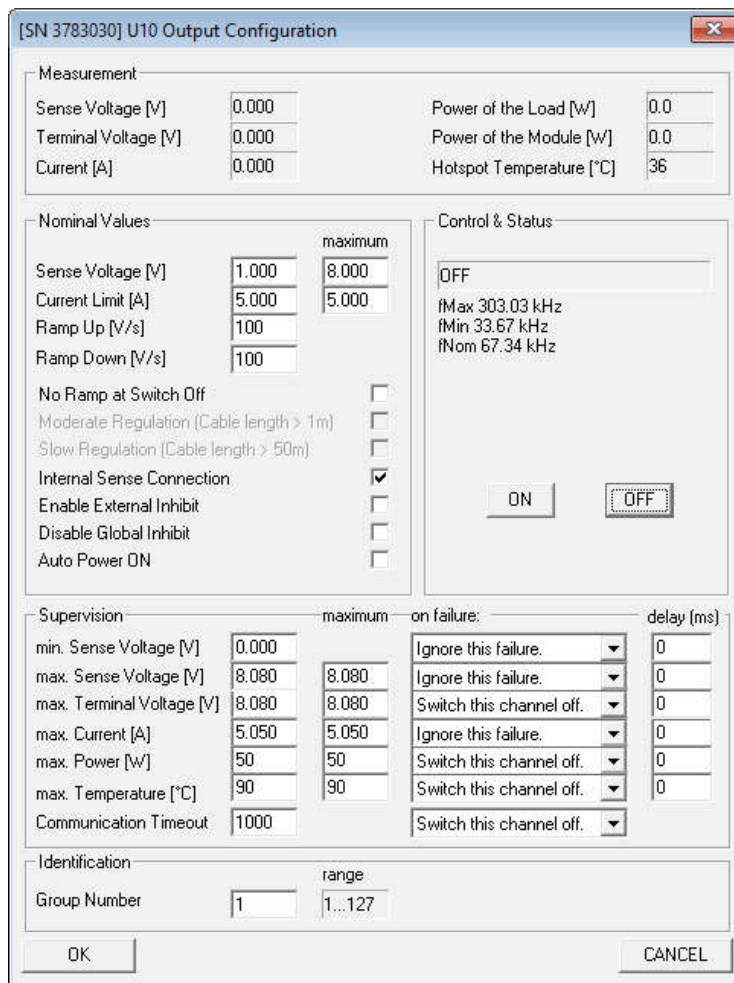 [SN 3783030] U10 Output Configuration
Measurement
Sense Voltage [V] 0.000 Power of the Load [W] 0.0
Terminal Voltage [V] 0.000 Power of the Module [W] 0.0
Current [A] 0.000 Hotspot Temperature [°C] 36
Nominal Values Control & Status
maximum
Sense Voltage [V] 1.000 8.000 OFF
Current Limit [A] 5.000 5.000 fMax 303.03 kHz
Ramp Up [V/s] 100 fMin 33.67 kHz
fNom 67.34 kHz
Ramp Down [V/s] 100
No Ramp at Switch Off
Moderate Regulation (Cable length > 1m)
Slow Regulation (Cable length > 50m)
Internal Sense Connection
Enable External Inhibit ON OFF
Disable Global Inhibit
Auto Power ON
Supervision maximum on failure: delay (ms)
min. Sense Voltage [V] 0.000 Ignore this failure. 0
max. Sense Voltage [V] 8.080 8.080 Ignore this failure. 0
max. Terminal Voltage [V] 8.080 8.080 Switch this channel off. 0
max. Current [A] 5.050 5.050 Ignore this failure. 0
max. Power [W] 50 50 Switch this channel off. 0
max. Temperature [°C] 90 90 Switch this channel off. 0
Communication Timeout 1000 Switch this channel off.
Identification
range
Group Number 1 1...127
OK CANCEL